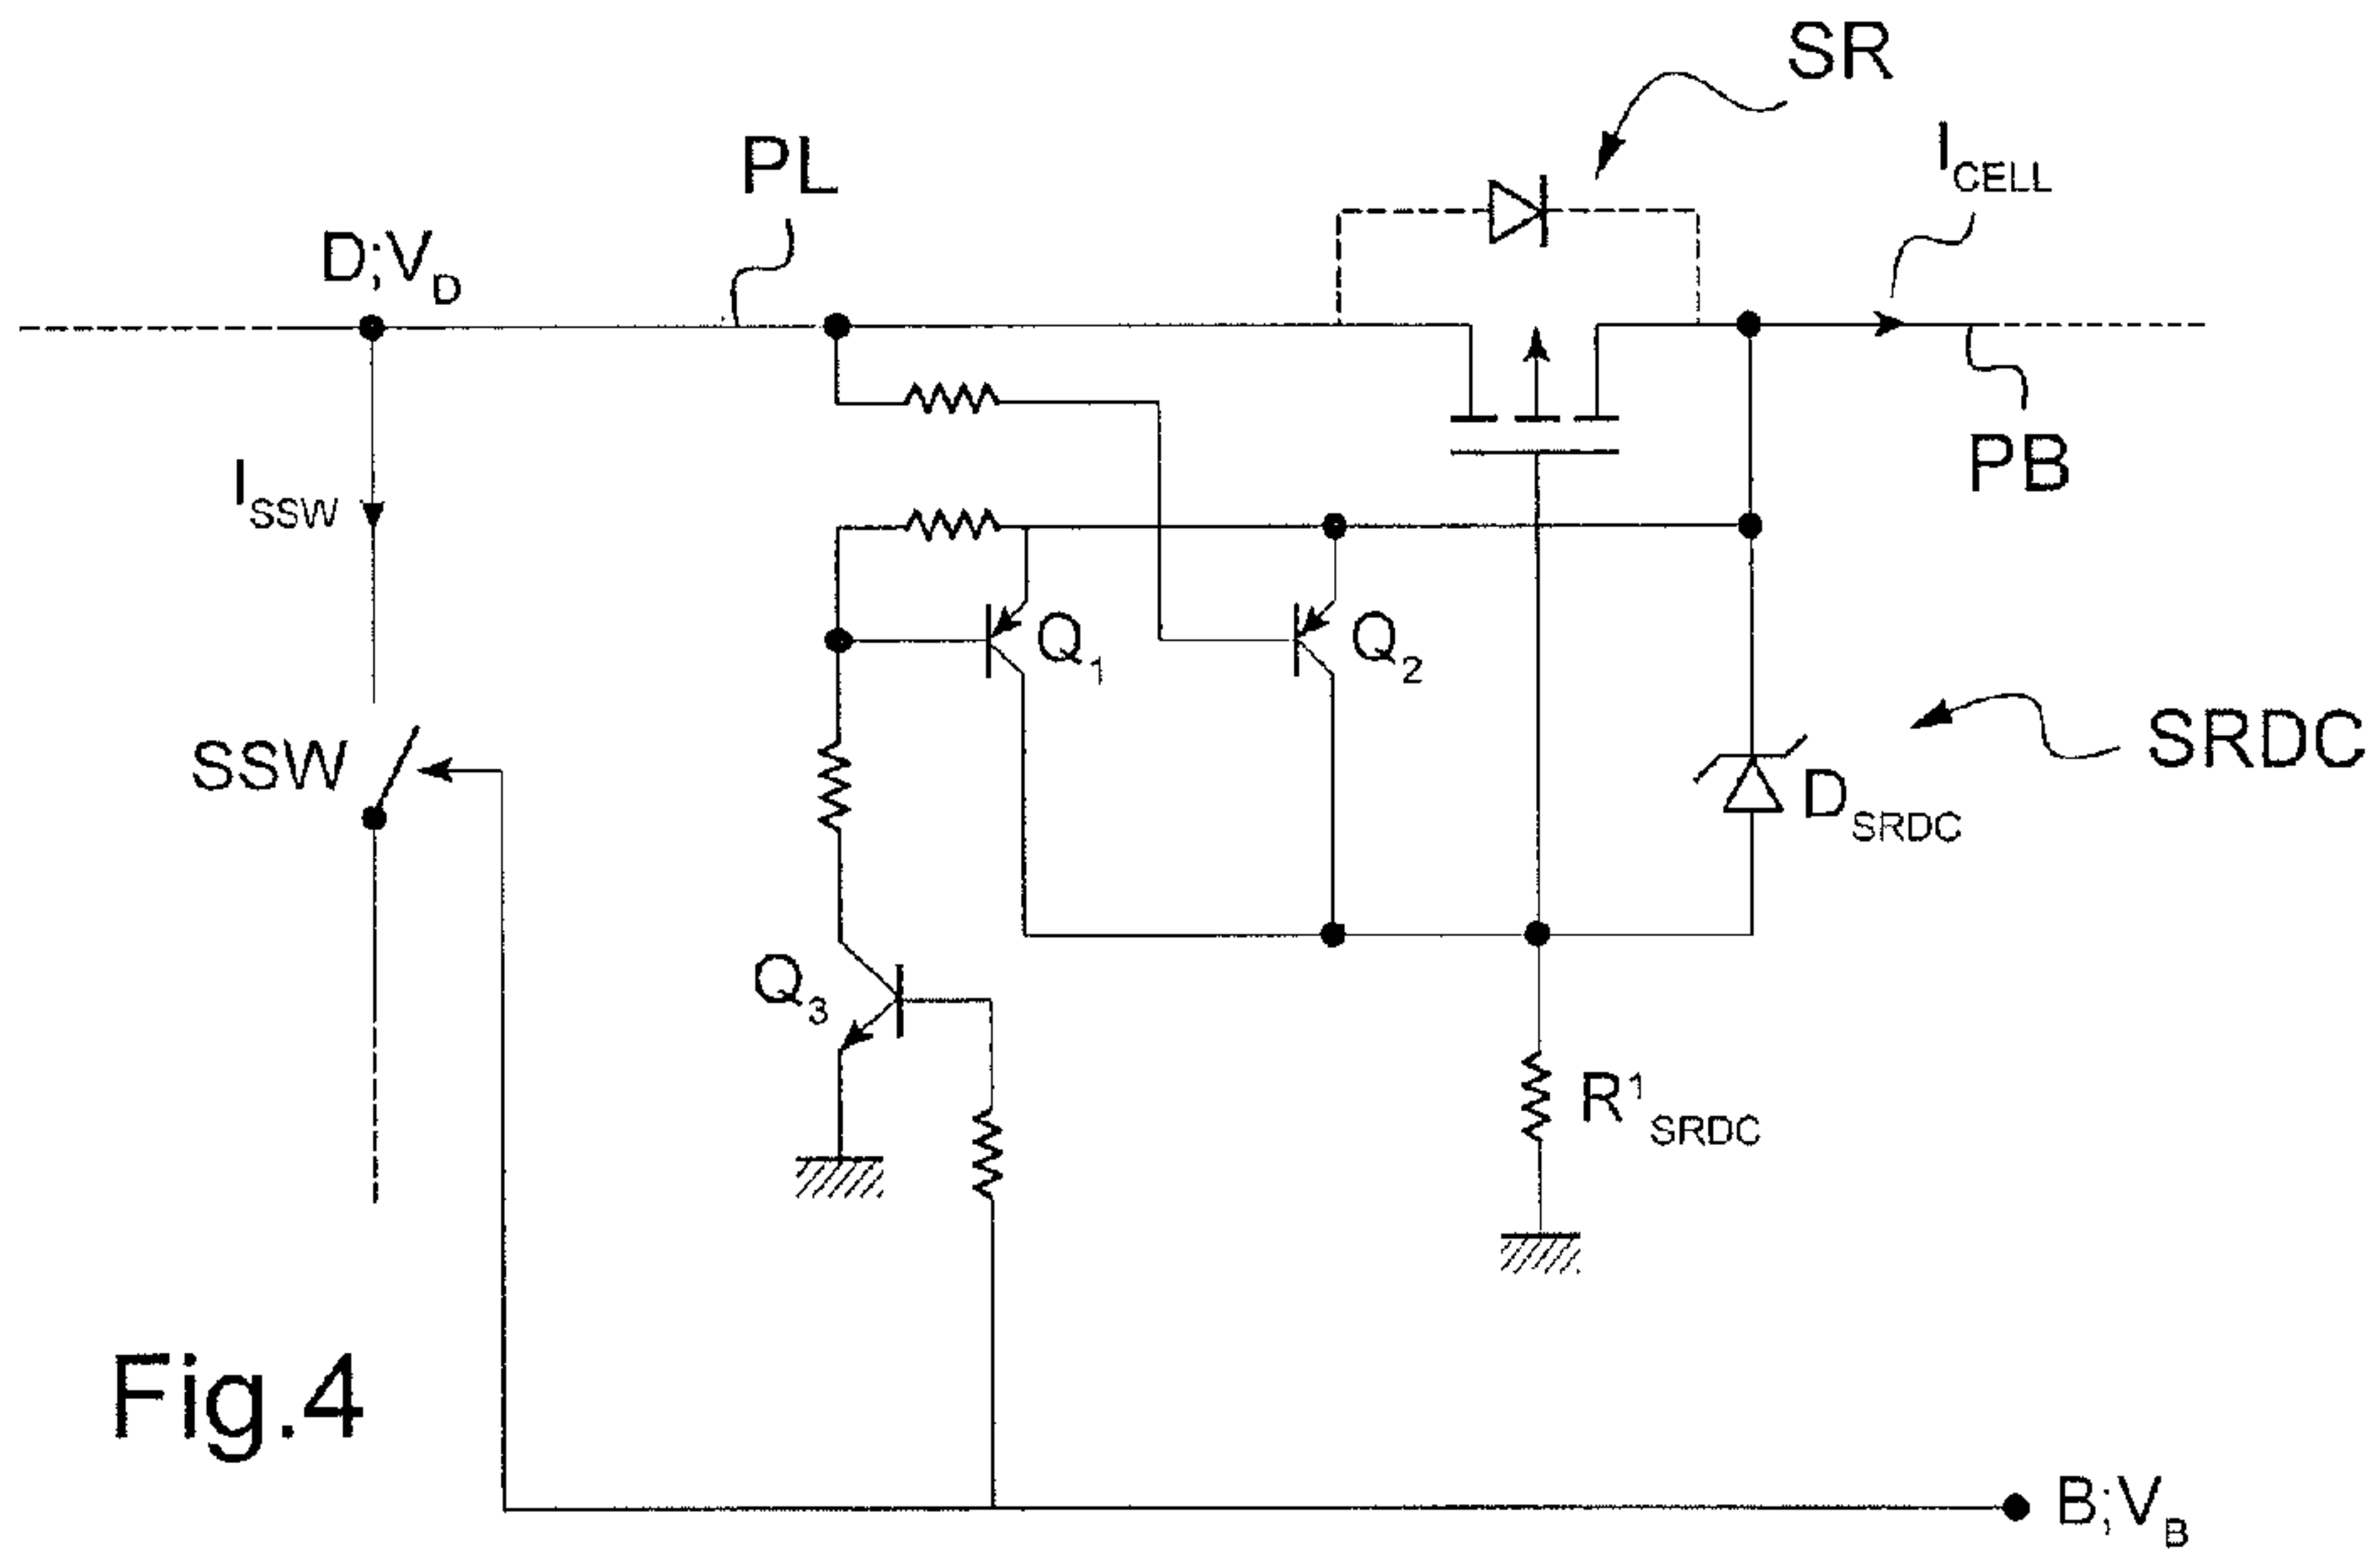 SR
PL
I_CELL
D;V_D
PB
I_SSW
Q_1
Q_2
SSW
SRDC
D_SRDC
Q_3
R^1_SRDC
Fig.4
B;V_B